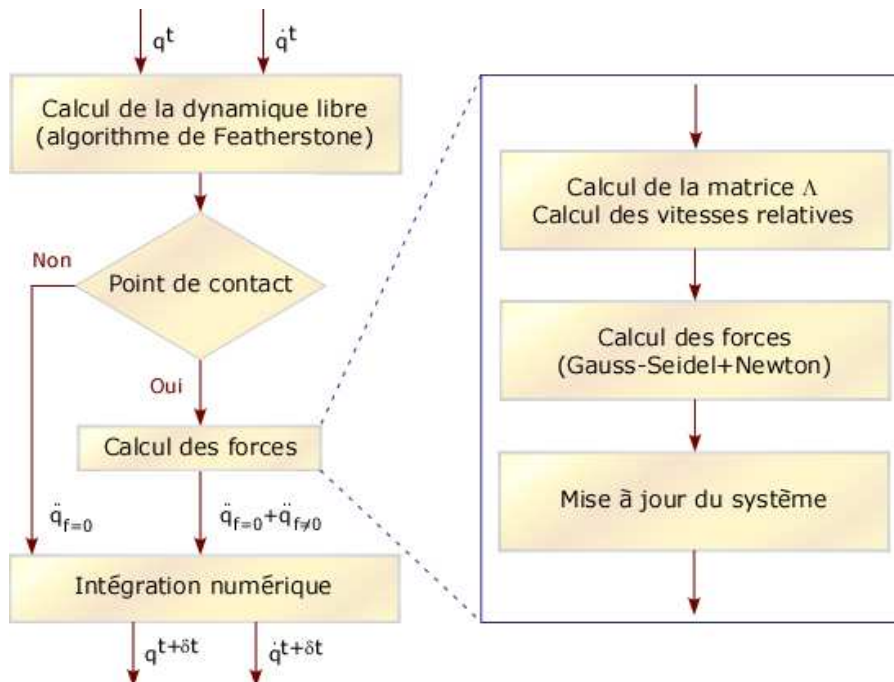 q^t q̇^t
Calcul de la dynamique libre
(algorithme de Featherstone)
Non
Point de contact
Oui
Calcul des forces
q̈_{f=0} q̈_{f=0}+q̈_{f≠0}
Intégration numérique
q^{t+δt} q̇^{t+δt}
Calcul de la matrice Λ
Calcul des vitesses relatives
Calcul des forces
(Gauss-Seidel+Newton)
Mise à jour du système